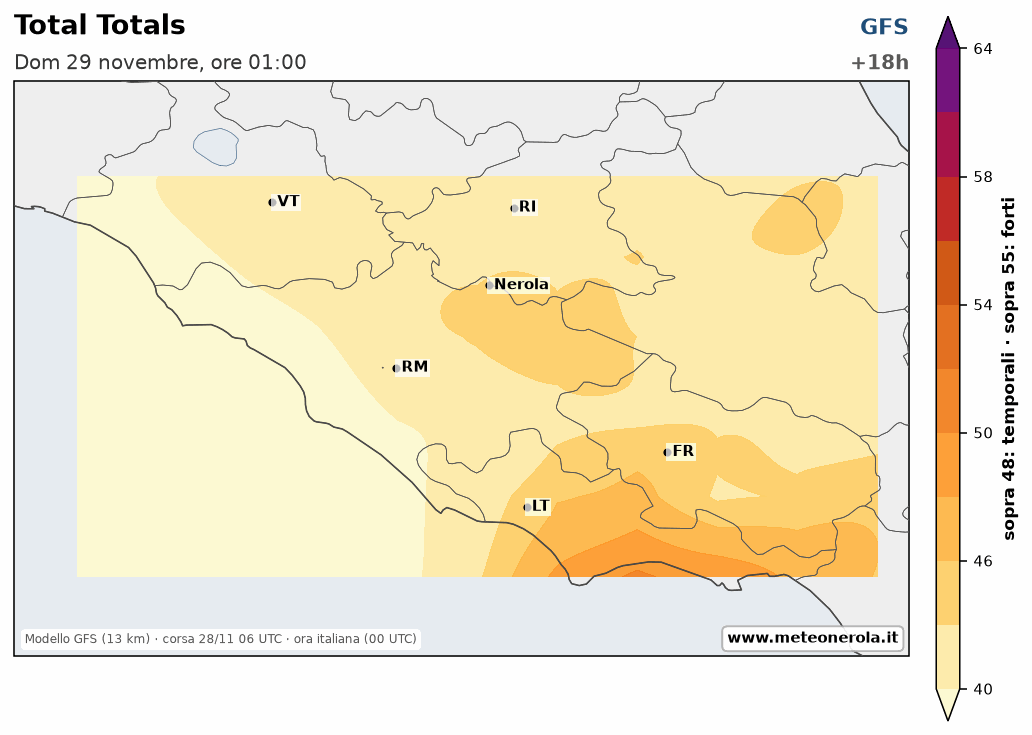 Total Totals
GFS
Dom 29 novembre, ore 01:00
+18h
VT
RI
Nerola
RM
FR
LT
Modello GFS (13 km) · corsa 28/11 06 UTC · ora italiana (00 UTC)
www.meteonerola.it
64
58
54
50
46
40
sopra 48: temporali · sopra 55: forti